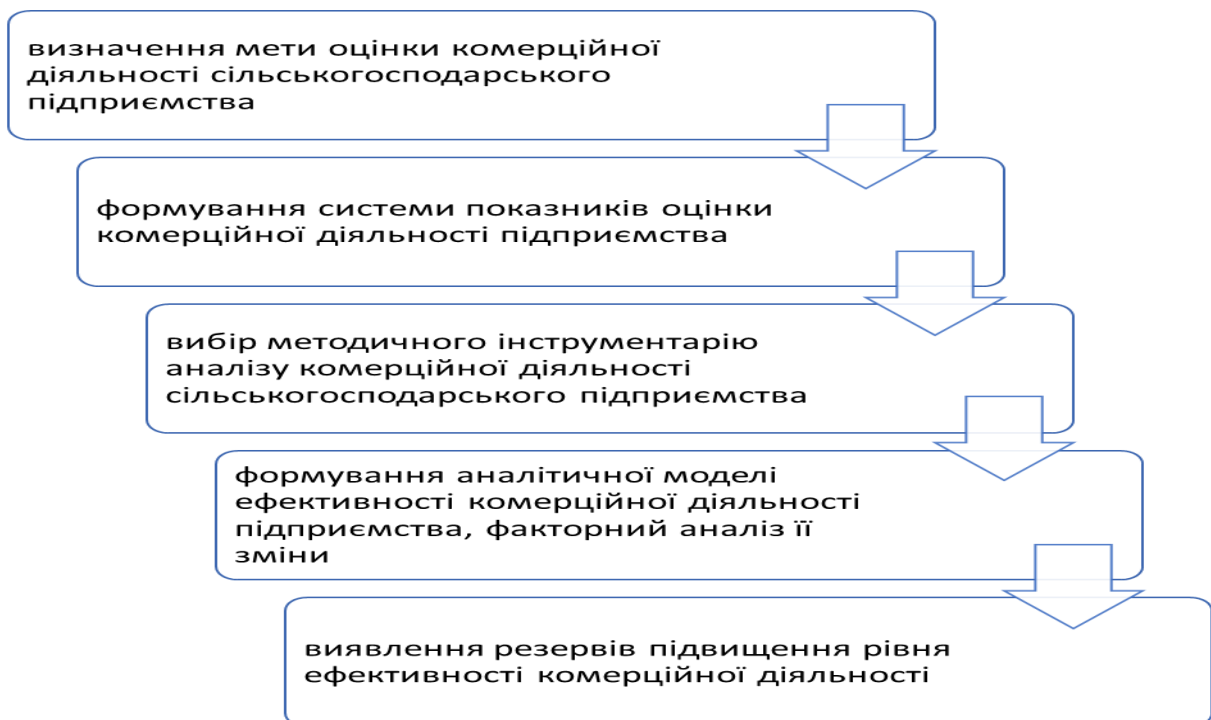 визначення мети оцінки комерційної
діяльності сільськогосподарського
підприємства
формування системи показників оцінки
комерційної діяльності підприємства
вибір методичного інструментарію
аналізу комерційної діяльності
сільськогосподарського підприємства
формування аналітичної моделі
ефективності комерційної діяльності
підприємства, факторний аналіз її
зміни
виявлення резервів підвищення рівня
ефективності комерційної діяльності